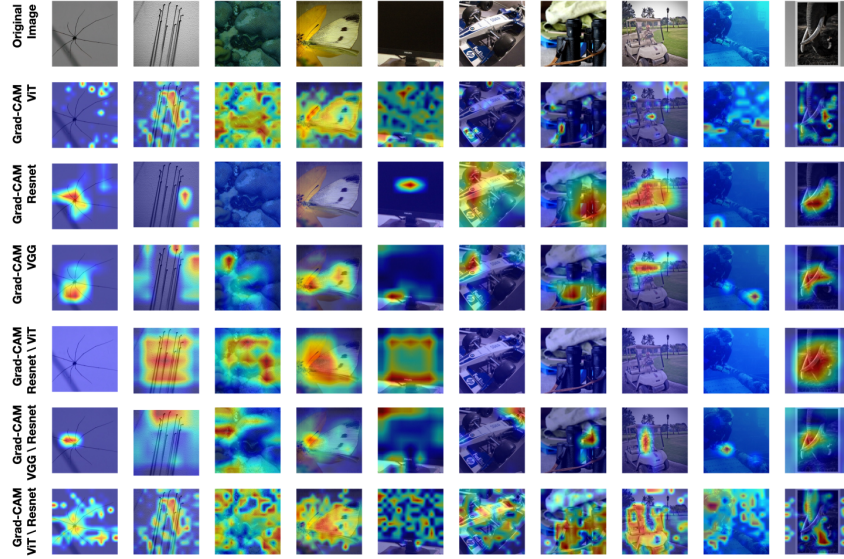 Original
Image
Grad-CAM
ViT
Grad-CAM
Resnet
Grad-CAM
VGG
Grad-CAM
Resnet \ ViT
Grad-CAM
VGG \ Resnet
Grad-CAM
ViT \ Resnet